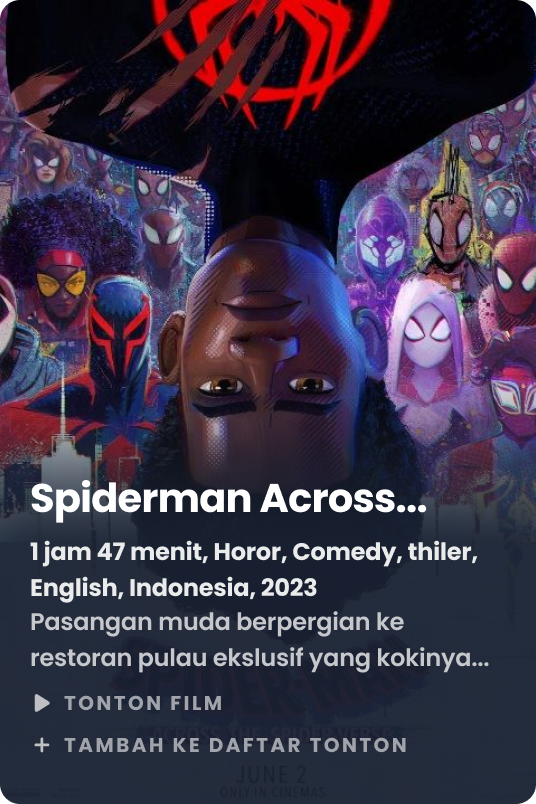 Spiderman Across...
1 jam 47 menit, Horor, Comedy, thiler,
English, Indonesia, 2023
Pasangan muda berpergian ke
restoran pulau ekslusif yang kokinya...
TONTON FILM
TAMBAH KE DAFTAR TONTON
JUNE 2
ONLY IN CINEMAS